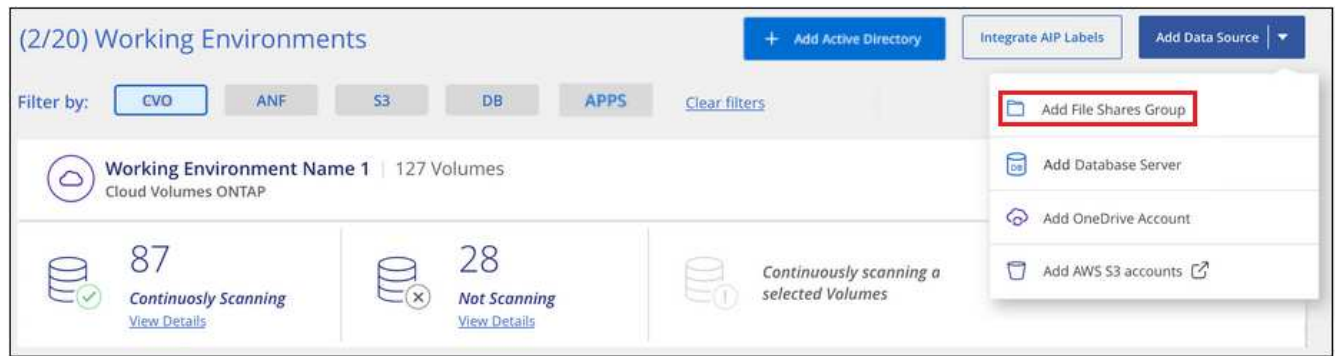 (2/20) Working Environments
+ Add Active Directory
Integrate AIP Labels
Add Data Source
Filter by:
CVO
ANF
S3
DB
APPS
Clear filters
Add File Shares Group
DB
Add Database Server
Add OneDrive Account
Add AWS S3 accounts
Working Environment Name 1 | 127 Volumes
Cloud Volumes ONTAP
87
Continuosly Scanning
View Details
28
Not Scanning
View Details
Continuously scanning a
selected Volumes